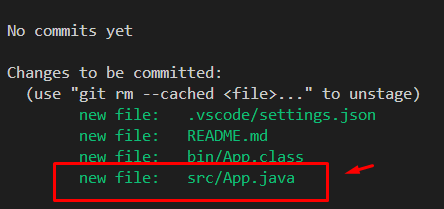 No commits yet
Changes to be committed:
(use "git rm --cached <file>..." to unstage)
new file: .vscode/settings.json
new file: README.md
new file: bin/App.class
new file: src/App.java